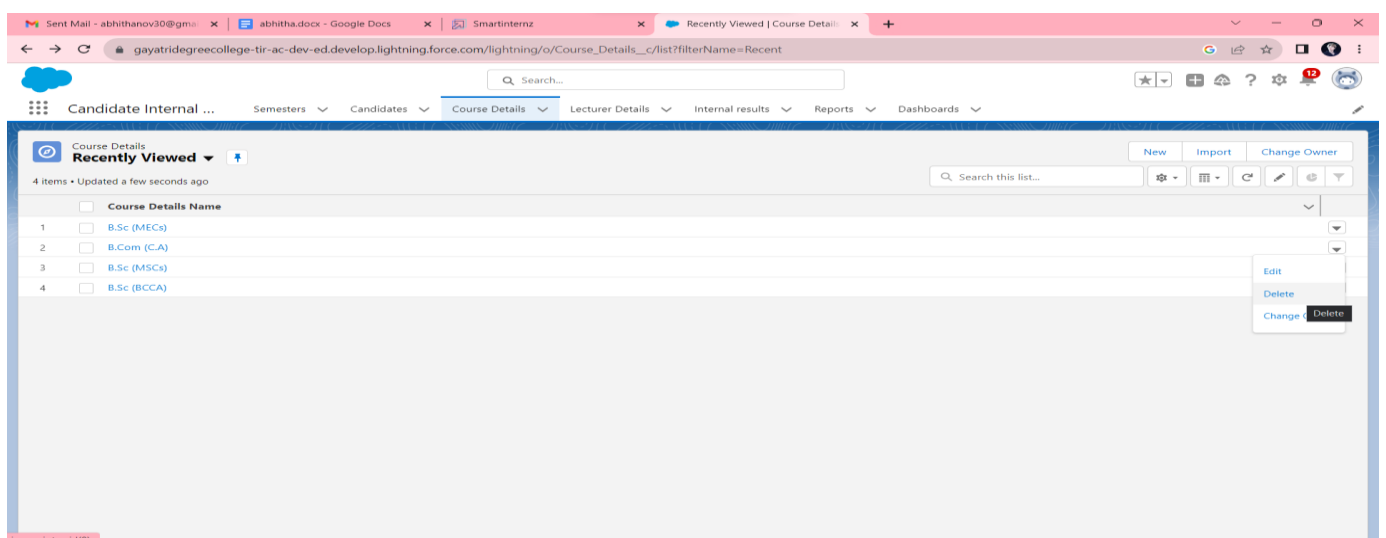 Sent Mail - abhithanov30@gmai
abhitha.docx - Google Docs
Smartinternz
Recently Viewed | Course Details
gayatridegreecollege-tir-ac-dev-ed.develop.lightning.force.com/lightning/o/Course_Details__c/list?filterName=Recent
Search...
12
Candidate Internal ...
Semesters
Candidates
Course Details
Lecturer Details
Internal results
Reports
Dashboards
Course Details
Recently Viewed
New
Import
Change Owner
4 items • Updated a few seconds ago
Search this list...
Course Details Name
1 B.Sc (MECs)
2 B.Com (C.A)
3 B.Sc (MSCs)
4 B.Sc (BCCA)
Edit
Delete
Change
Delete